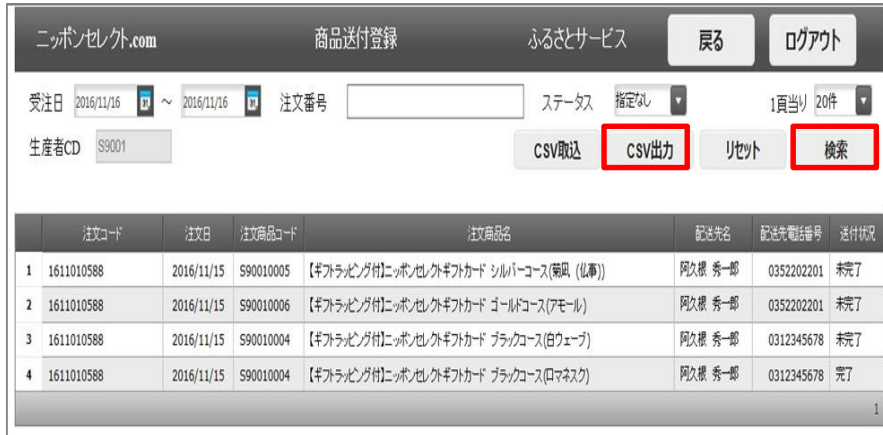 ニッポンセレクト.com 商品送付登録 ふるさとサービス 戻る ログアウト
受注日 2016/11/16 ～ 2016/11/16 注文番号 ステータス 指定なし 1頁当り 20件
生産者CD S9001 CSV取込 CSV出力 リセット 検索
注文コード 注文日 注文商品コード 注文商品名 配送先名 配送先電話番号 送付状況
1 1611010588 2016/11/15 S90010005 【ギフトラッピング付】ニッポンセレクトギフトカード シルバーコース(菊凪 (仏事)) 阿久根 秀一郎 0352202201 未完了
2 1611010588 2016/11/15 S90010006 【ギフトラッピング付】ニッポンセレクトギフトカード ゴールドコース(アモール) 阿久根 秀一郎 0352202201 未完了
3 1611010588 2016/11/15 S90010004 【ギフトラッピング付】ニッポンセレクトギフトカード ブラックコース(白ウェーブ) 阿久根 秀一郎 0312345678 未完了
4 1611010588 2016/11/15 S90010004 【ギフトラッピング付】ニッポンセレクトギフトカード ブラックコース(ロマネスク) 阿久根 秀一郎 0312345678 完了
1